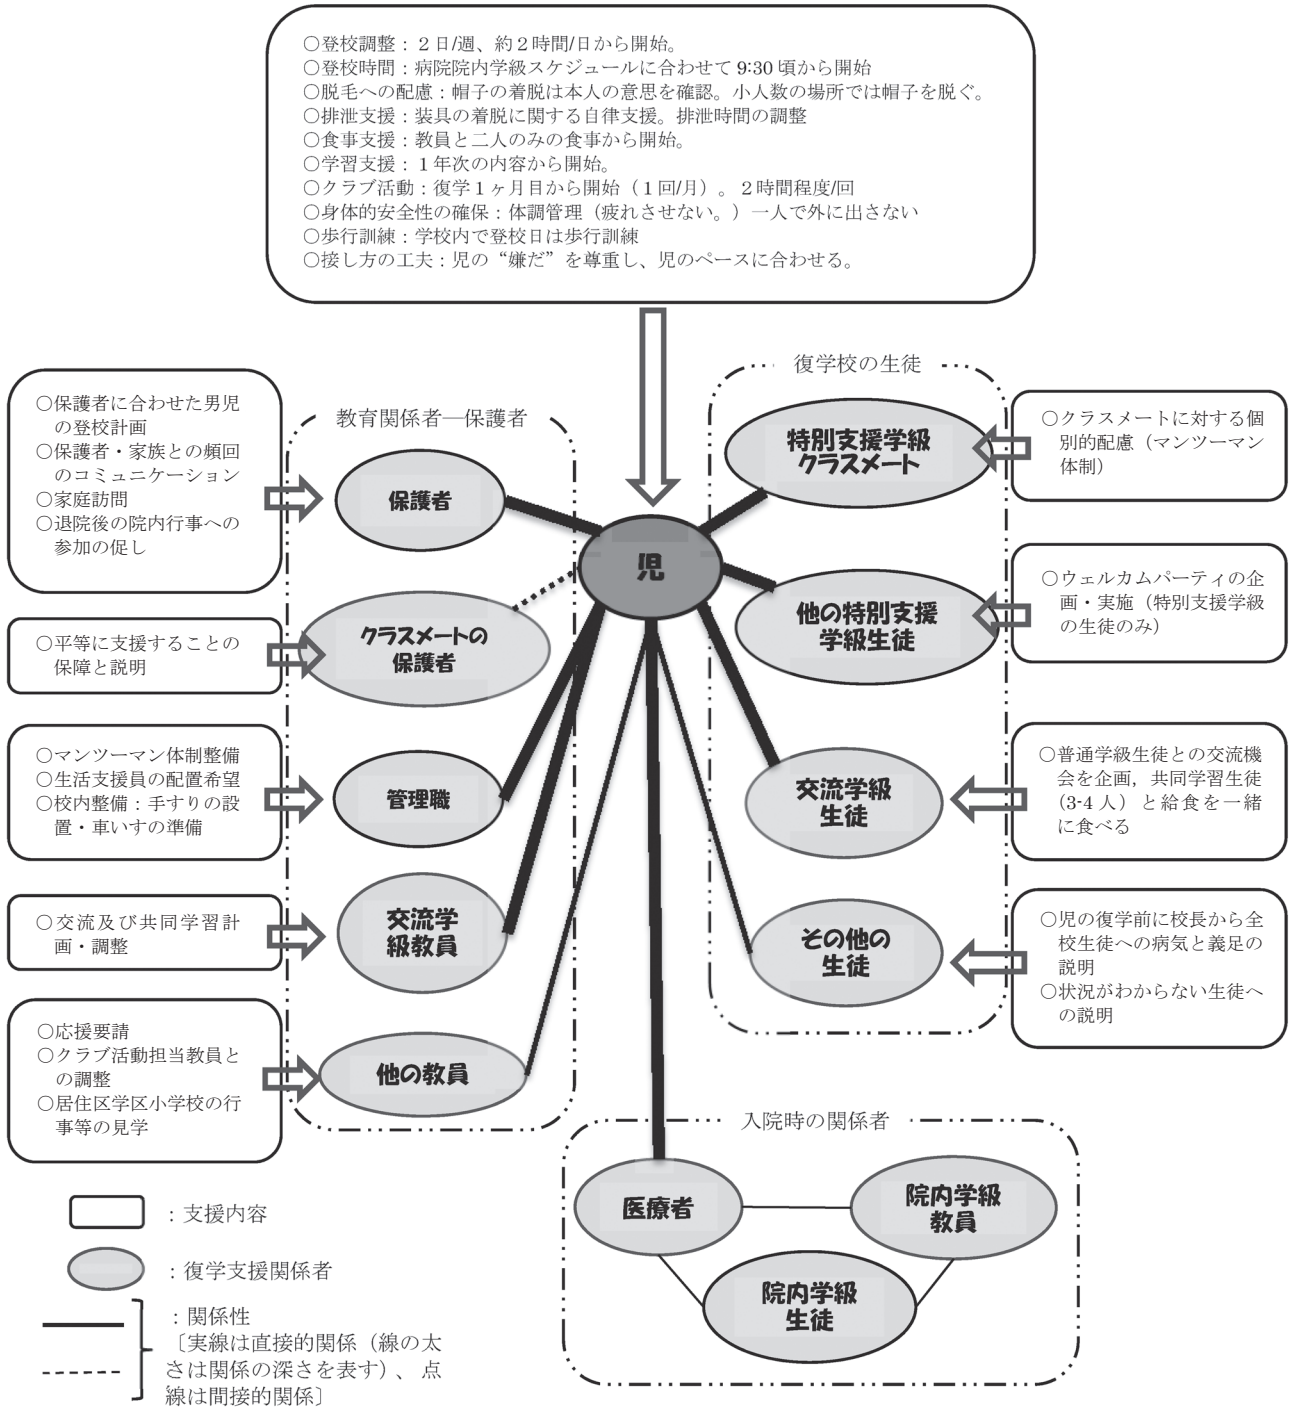 ○登校調整：２日/週、約２時間/日から開始。
○登校時間：病院院内学級スケジュールに合わせて 9:30 頃から開始
○脱毛への配慮：帽子の着脱は本人の意思を確認。小人数の場所では帽子を脱ぐ。
○排泄支援：装具の着脱に関する自律支援。排泄時間の調整
○食事支援：教員と二人のみの食事から開始。
○学習支援：１年次の内容から開始。
○クラブ活動：復学１ヶ月目から開始（１回/月）。２時間程度/回
○身体的安全性の確保：体調管理（疲れさせない。）一人で外に出さない
○歩行訓練：学校内で登校日は歩行訓練
○接し方の工夫：児の“嫌だ”を尊重し、児のペースに合わせる。
児
教育関係者―保護者
○保護者に合わせた男児
の登校計画
○保護者・家族との頻回
のコミュニケーション
○家庭訪問
○退院後の院内行事への
参加の促し
保護者
○平等に支援することの
保障と説明
クラスメートの
保護者
○マンツーマン体制整備
○生活支援員の配置希望
○校内整備：手すりの設
置・車いすの準備
管理職
○交流及び共同学習計
画・調整
交流学
級教員
○応援要請
○クラブ活動担当教員と
の調整
○居住区学区小学校の行
事等の見学
他の教員
復学校の生徒
特別支援学級
クラスメート
○クラスメートに対する個
別的配慮（マンツーマン
体制）
他の特別支援
学級生徒
○ウェルカムパーティの企
画・実施（特別支援学級
の生徒のみ）
交流学級
生徒
○普通学級生徒との交流機
会を企画，共同学習生徒
（3-4 人）と給食を一緒
に食べる
その他の
生徒
○児の復学前に校長から全
校生徒への病気と義足の
説明
○状況がわからない生徒へ
の説明
入院時の関係者
医療者
院内学級
教員
院内学級
生徒
：支援内容
：復学支援関係者
：関係性
〔実線は直接的関係（線の太
さは関係の深さを表す）、点
線は間接的関係〕